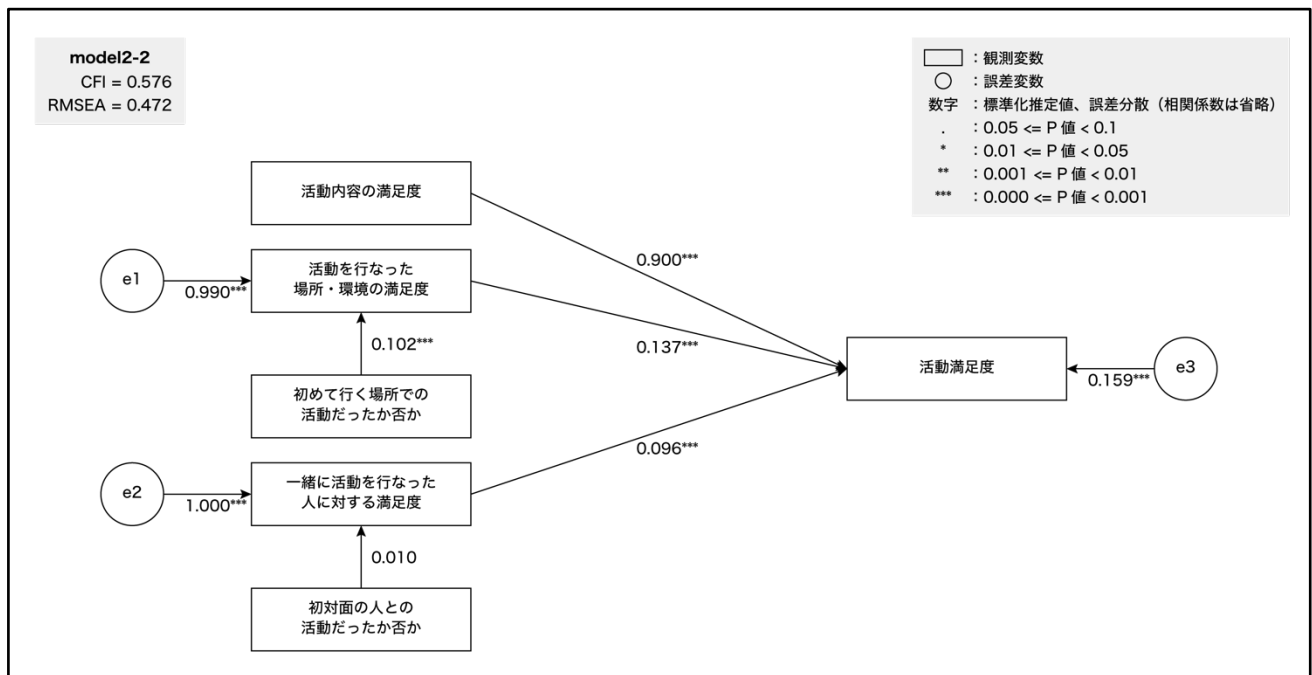 model2-2
CFI = 0.576
RMSEA = 0.472
：観測変数
：誤差変数
数字 ：標準化推定値、誤差分散（相関係数は省略）
. ：0.05 <= P 値 < 0.1
* ：0.01 <= P 値 < 0.05
** ：0.001 <= P 値 < 0.01
*** ：0.000 <= P 値 < 0.001
活動内容の満足度
0.900***
e1
0.990***
活動を行なった
場所・環境の満足度
0.137***
0.102***
初めて行く場所での
活動だったか否か
活動満足度
0.159***
e3
0.096***
e2
1.000***
一緒に活動を行なった
人に対する満足度
0.010
初対面の人との
活動だったか否か